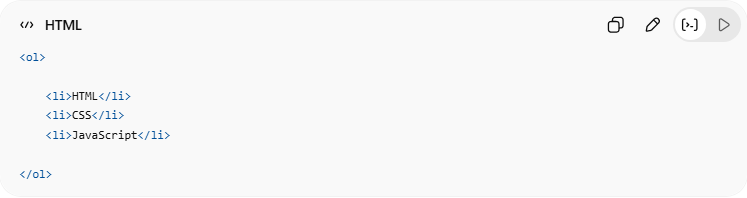 HTML
<ol>
<li>HTML</li>
<li>CSS</li>
<li>JavaScript</li>
</ol>